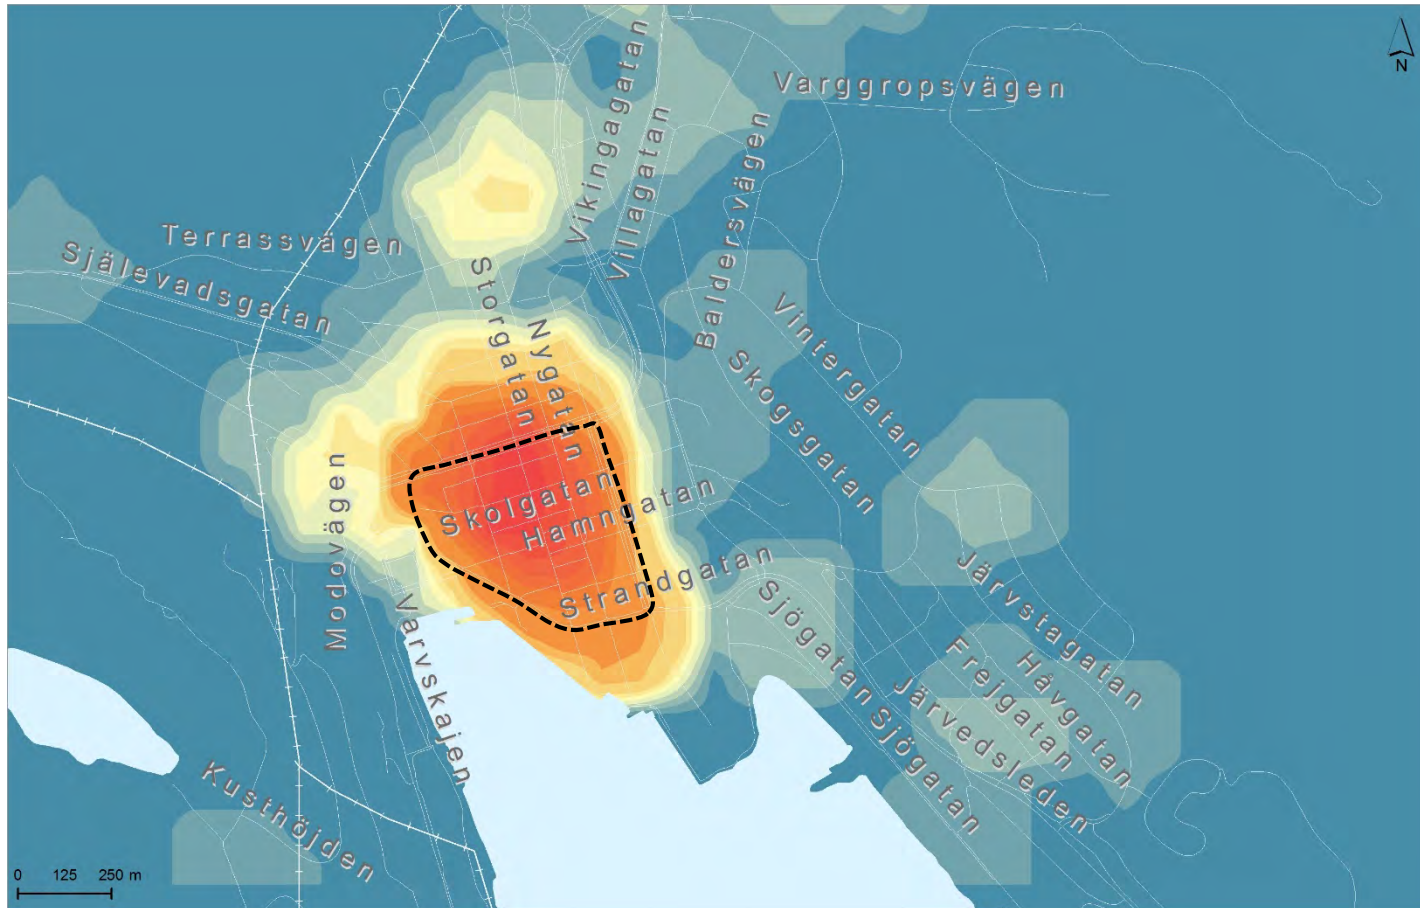 N
Varggropsvägen
Vikingagatan
Villagatan
Baldersvägen
Terrassvägen
Själevadsgatan
Storgatan
Nygatan
Vintergatan
Skogsgatan
Skolgatan
Hamngatan
Modovägen
Strandgatan
Varvskajen
Sjögatan
Järvstagatan
Håvgatan
Frejgatan
Järvedsleden
Sjögatan
Kusthöjden
0 125 250 m